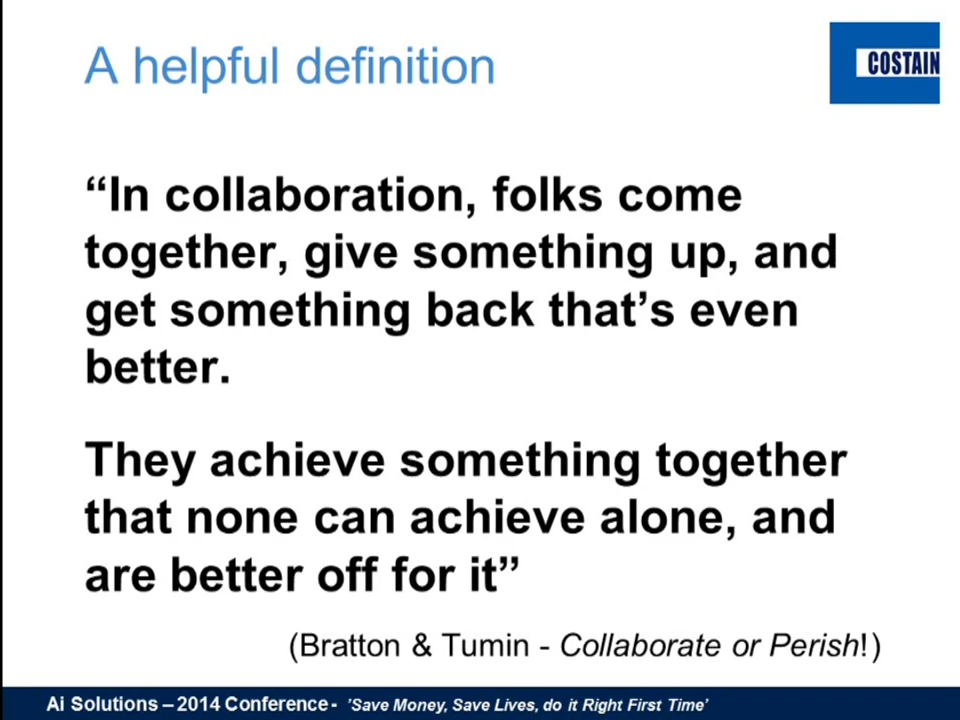 A helpful definition
COSTAIN
“In collaboration, folks come
together, give something up, and
get something back that’s even
better.
They achieve something together
that none can achieve alone, and
are better off for it”
(Bratton & Tumin - Collaborate or Perish!)
Ai Solutions – 2014 Conference - ’Save Money, Save Lives, do it Right First Time’